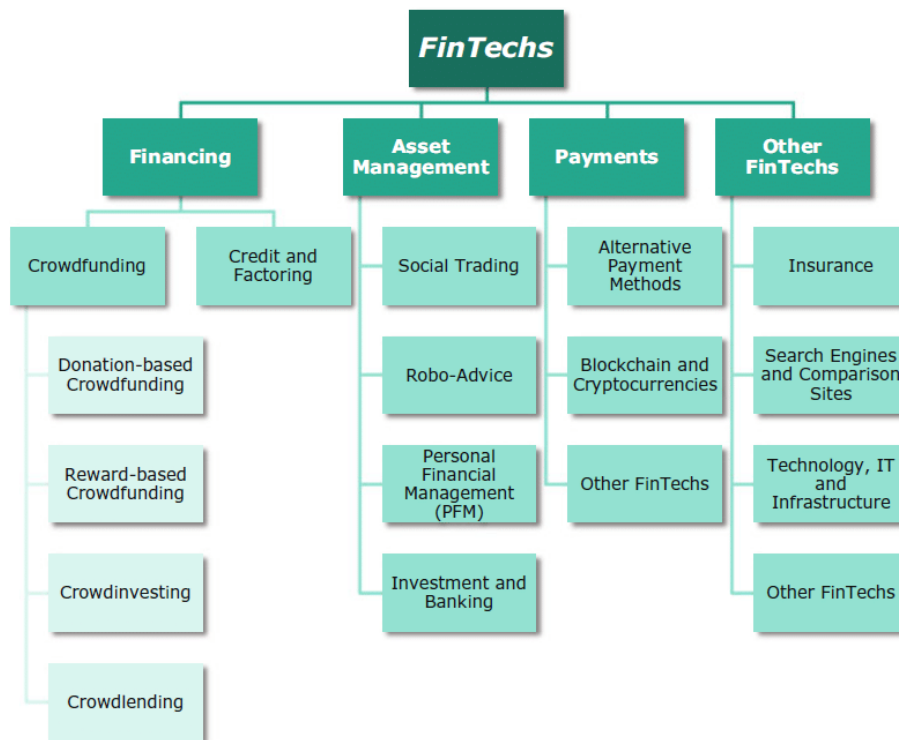 FinTechs
Financing
Asset
Management
Payments
Other
FinTechs
Crowdfunding
Credit and
Factoring
Social Trading
Alternative
Payment
Methods
Insurance
Donation-based
Crowdfunding
Robo-Advice
Blockchain and
Cryptocurrencies
Search Engines
and Comparison
Sites
Reward-based
Crowdfunding
Personal
Financial
Management
(PFM)
Other FinTechs
Technology, IT
and
Infrastructure
Crowdinvesting
Investment and
Banking
Other FinTechs
Crowdlending